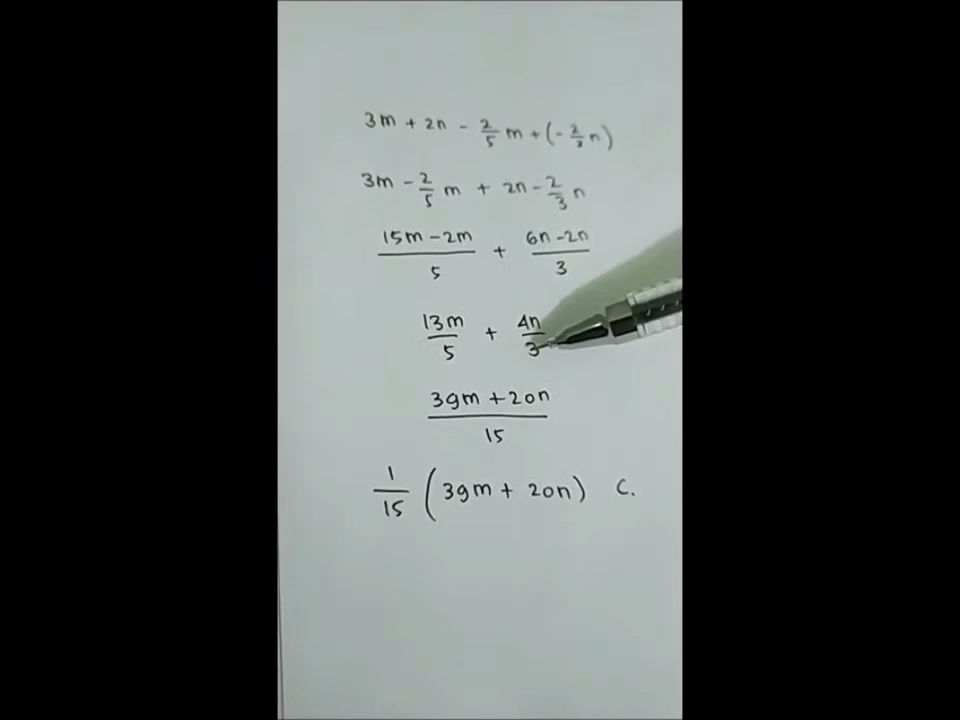 3m + 2n - 2/5 m + (- 2/3 n)
3m - 2/5 m + 2n - 2/3 n
15m - 2m / 5 + 6n - 2n / 3
13m / 5 + 4n / 3
39m + 20n / 15
1/15 (39m + 20n) C.